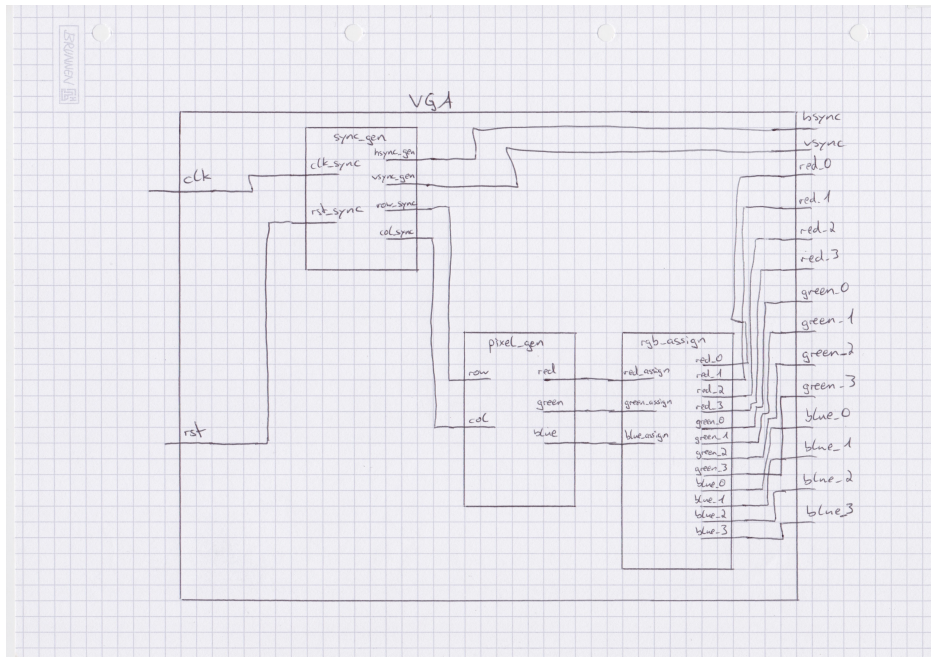 BRUNNEN
VGA
sync_gen
hsync_gen
clk_sync
vsync_gen
rst_sync
row_sync
col_sync
clk
rst
pixel_gen
row
red
green
col
blue
rgb_assign
red_assign
green_assign
blue_assign
red_0
red_1
red_2
red_3
green_0
green_1
green_2
green_3
blue_0
blue_1
blue_2
blue_3
hsync
vsync
red_0
red_1
red_2
red_3
green_0
green_1
green_2
green_3
blue_0
blue_1
blue_2
blue_3